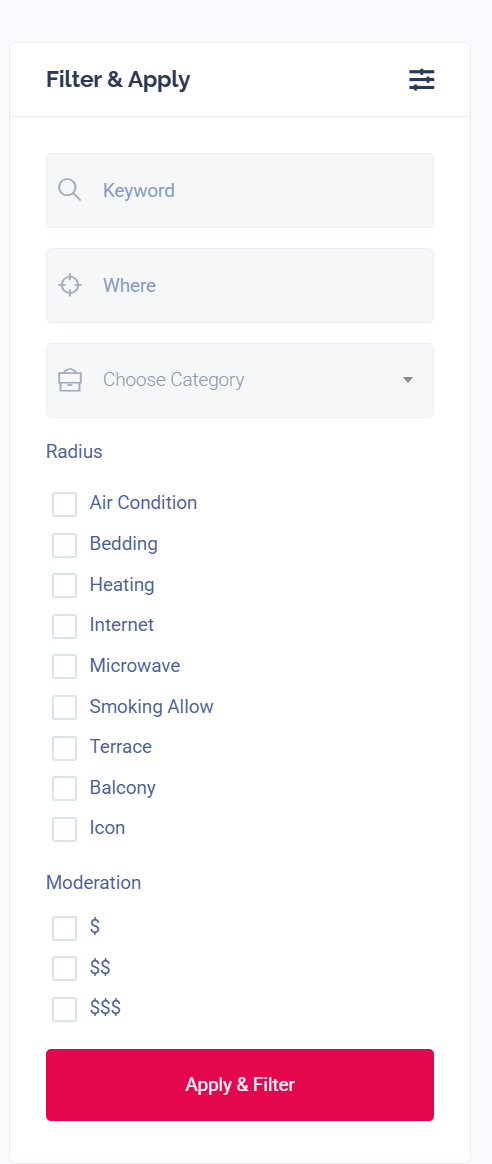 Filter & Apply
Keyword
Where
Choose Category
Radius
Air Condition
Bedding
Heating
Internet
Microwave
Smoking Allow
Terrace
Balcony
Icon
Moderation
$
$$
$$$
Apply & Filter